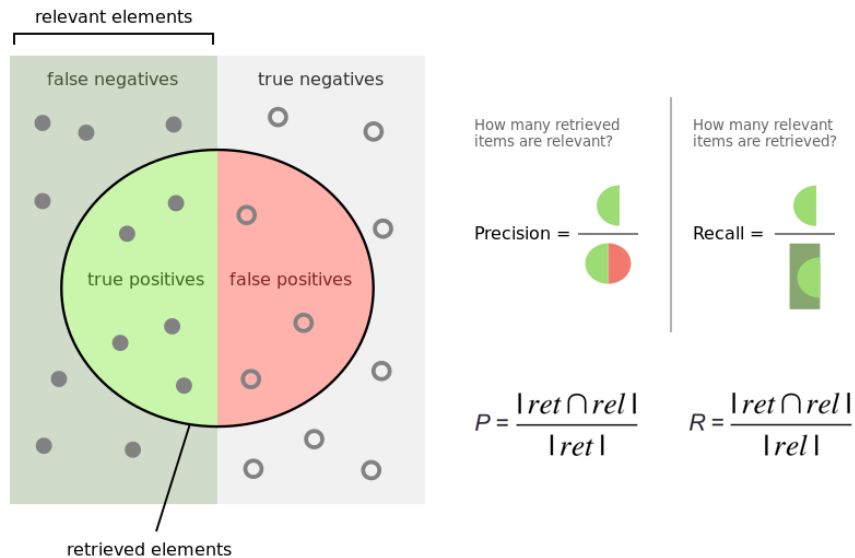 relevant elements
false negatives
true negatives
true positives
false positives
retrieved elements
How many retrieved
items are relevant?
Precision =
How many relevant
items are retrieved?
Recall =
P = |ret ∩ rel| / |ret|
R = |ret ∩ rel| / |rel|